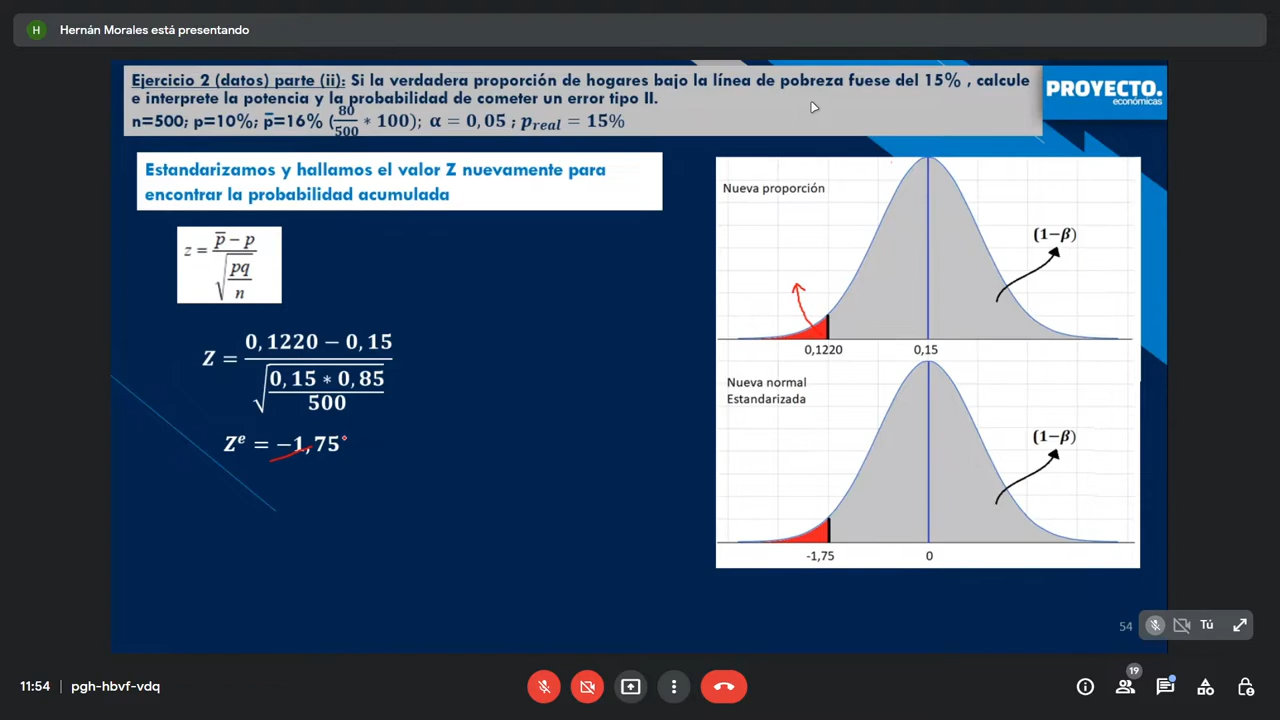 H Hernán Morales está presentando
Ejercicio 2 (datos) parte (ii): Si la verdadera proporción de hogares bajo la línea de pobreza fuese del 15% , calcule
e interprete la potencia y la probabilidad de cometer un error tipo II.
n=500; p=10%; p̅=16% (80/500 * 100); α = 0,05 ; p_real = 15%
PROYECTO.
económicas
Estandarizamos y hallamos el valor Z nuevamente para
encontrar la probabilidad acumulada
z = (p̅ − p) / √(pq/n)
Z = (0,1220 − 0,15) / √(0,15 * 0,85 / 500)
Zᵉ = −1,75
Nueva proporción
(1−β)
0,1220 0,15
Nueva normal
Estandarizada
(1−β)
-1,75 0
54
Tú
11:54 | pgh-hbvf-vdq
19